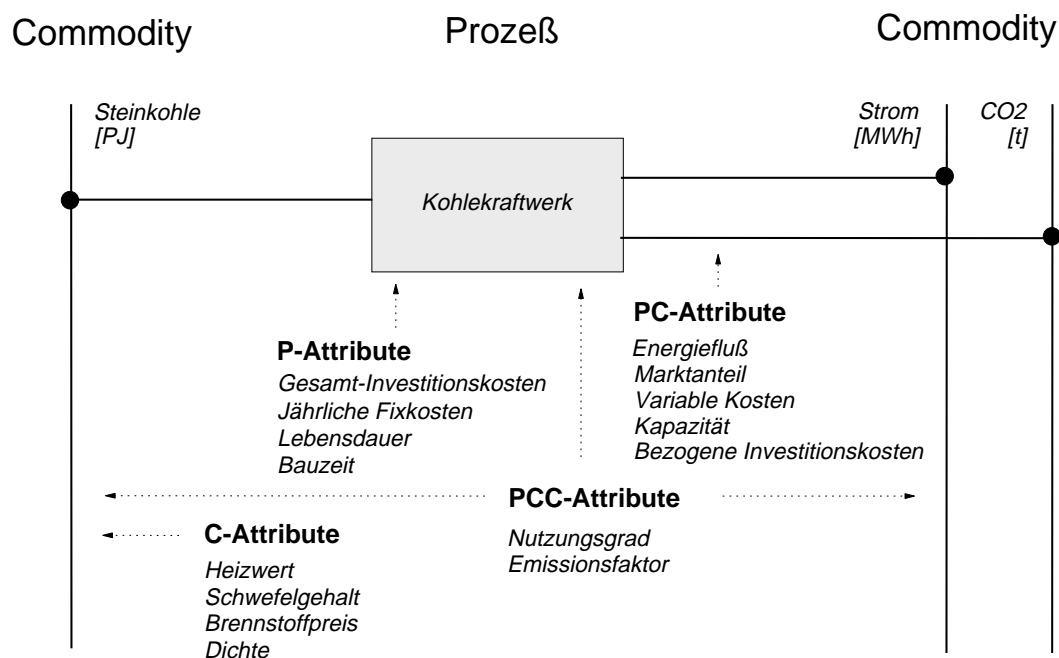 Commodity
Prozeß
Commodity
Steinkohle
[PJ]
Strom
[MWh]
CO2
[t]
Kohlekraftwerk
P-Attribute
Gesamt-Investitionskosten
Jährliche Fixkosten
Lebensdauer
Bauzeit
PC-Attribute
Energiefluß
Marktanteil
Variable Kosten
Kapazität
Bezogene Investitionskosten
PCC-Attribute
Nutzungsgrad
Emissionsfaktor
C-Attribute
Heizwert
Schwefelgehalt
Brennstoffpreis
Dichte